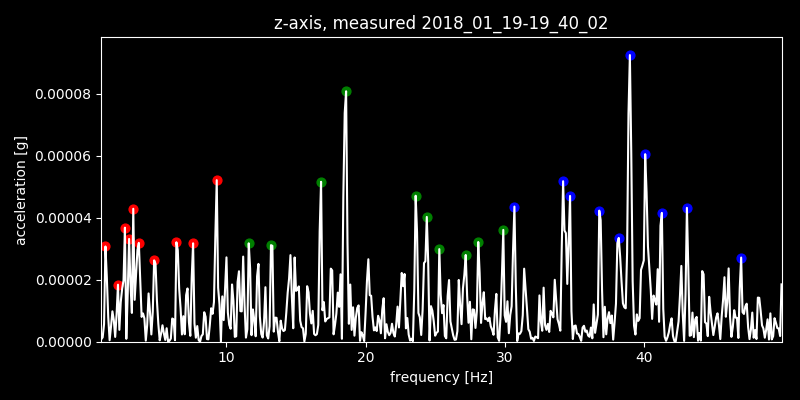 z-axis, measured 2018_01_19-19_40_02
acceleration [g]
0.00008
0.00006
0.00004
0.00002
0.00000
10 20 30 40
frequency [Hz]